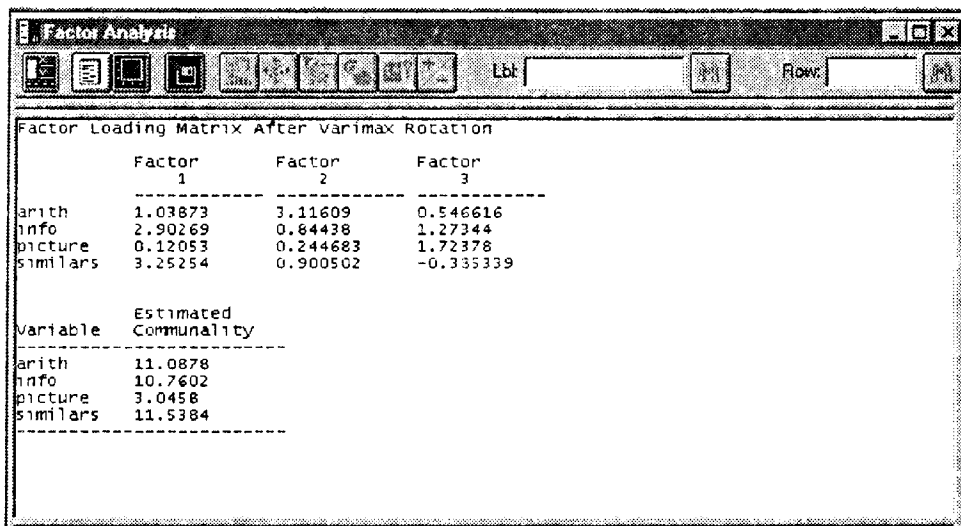 Factor Analysis
Lbl: Row:
Factor Loading Matrix After Varimax Rotation
Factor Factor Factor
1 2 3
arith 1.03873 3.11609 0.546616
info 2.90269 0.84438 1.27344
picture 0.12053 0.244683 1.72378
similars 3.25254 0.900502 -0.335339
Estimated
Variable Communality
arith 11.0878
info 10.7602
picture 3.0458
similars 11.5384